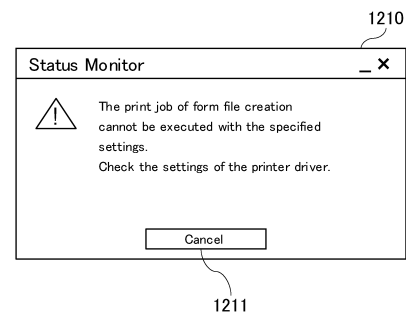 1210
Status Monitor _ ×
!
The print job of form file creation
cannot be executed with the specified
settings.
Check the settings of the printer driver.
Cancel
1211